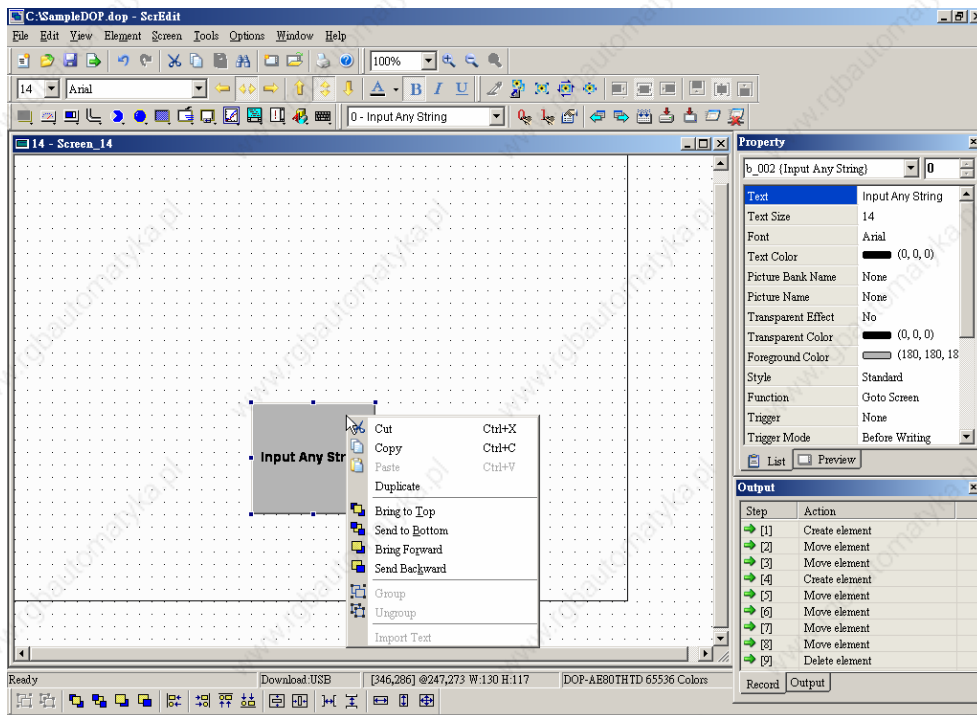 C:\SampleDOP.dop - ScrEdit
File Edit View Element Screen Tools Options Window Help
100%
14 Arial A B I U
0 - Input Any String
14 - Screen_14
Input Any Str
Cut Ctrl+X
Copy Ctrl+C
Paste Ctrl+V
Duplicate
Bring to Top
Send to Bottom
Bring Forward
Send Backward
Group
Ungroup
Import Text
Property
b_002 {Input Any String} 0
Text Input Any String
Text Size 14
Font Arial
Text Color (0, 0, 0)
Picture Bank Name None
Picture Name None
Transparent Effect No
Transparent Color (0, 0, 0)
Foreground Color (180, 180, 18
Style Standard
Function Goto Screen
Trigger None
Trigger Mode Before Writing
List Preview
Output
Step Action
[1] Create element
[2] Move element
[3] Move element
[4] Create element
[5] Move element
[6] Move element
[7] Move element
[8] Move element
[9] Delete element
Record Output
Ready Download:USB [346,286] @247,273 W:130 H:117 DOP-AE80THTD 65536 Colors
www.rgbautomatyka.pl